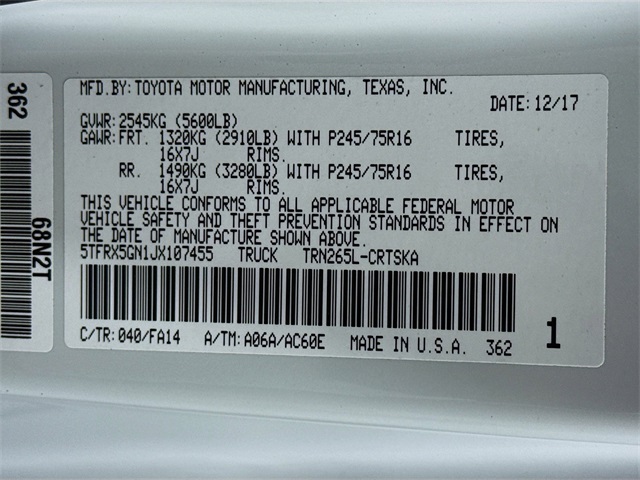 MFD.BY:TOYOTA MOTOR MANUFACTURING, TEXAS, INC.
DATE:12/17
GVWR:2545KG (5600LB)
GAWR:FRT. 1320KG (2910LB) WITH P245/75R16 TIRES,
16X7J RIMS.
RR. 1490KG (3280LB) WITH P245/75R16 TIRES,
16X7J RIMS.
THIS VEHICLE CONFORMS TO ALL APPLICABLE FEDERAL MOTOR
VEHICLE SAFETY AND THEFT PREVENTION STANDARDS IN EFFECT ON
THE DATE OF MANUFACTURE SHOWN ABOVE.
5TFRX5GN1JX107455 TRUCK TRN265L-CRTSKA
C/TR:040/FA14 A/TM:A06A/AC60E MADE IN U.S.A. 362
1
362
68N2T